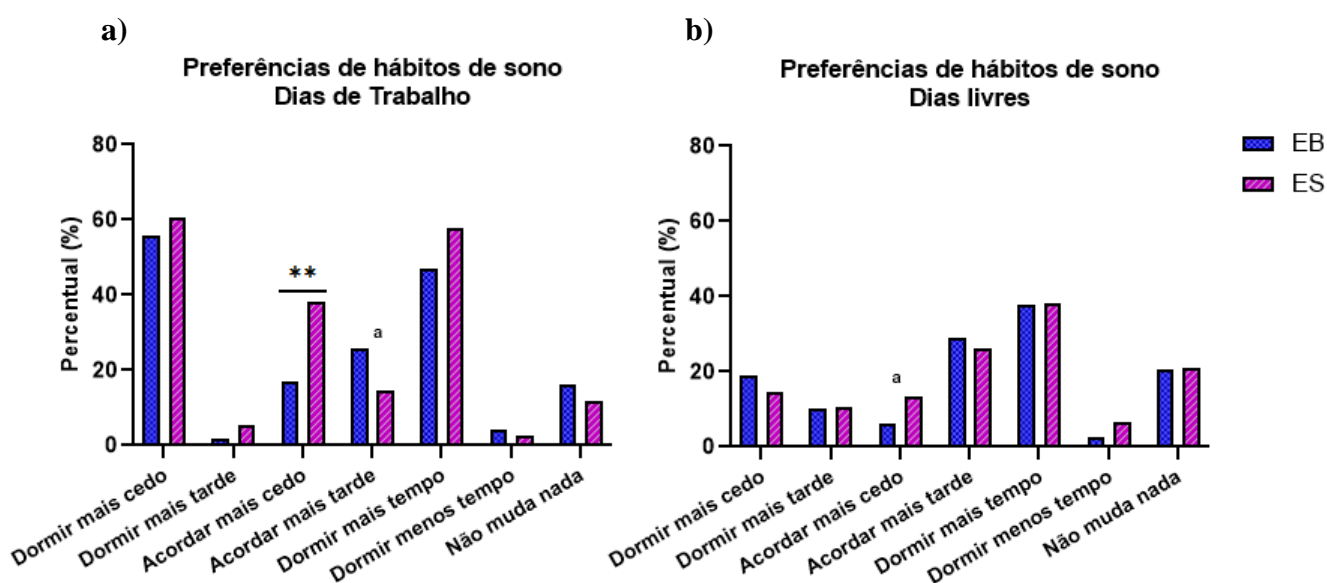 a)
Preferências de hábitos de sono
Dias de Trabalho
Percentual (%)
80
60
40
20
0
**
a
Dormir mais cedo
Dormir mais tarde
Acordar mais cedo
Acordar mais tarde
Dormir mais tempo
Dormir menos tempo
Não muda nada
b)
Preferências de hábitos de sono
Dias livres
Percentual (%)
80
60
40
20
0
a
Dormir mais cedo
Dormir mais tarde
Acordar mais cedo
Acordar mais tarde
Dormir mais tempo
Dormir menos tempo
Não muda nada
EB
ES